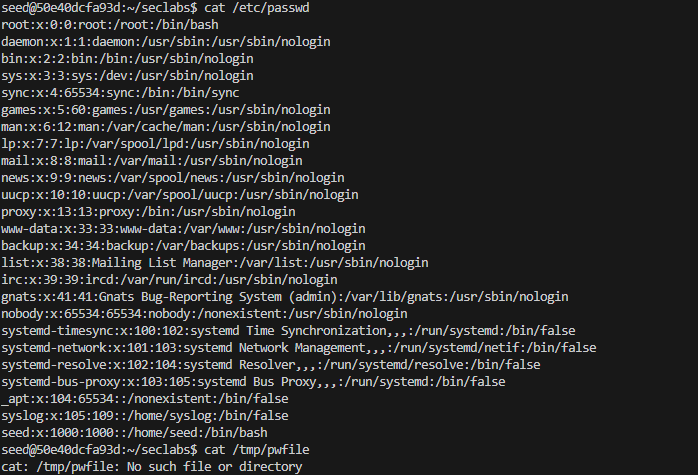 seed@50e40dcfa93d:~/seclabs$ cat /etc/passwd
root:x:0:0:root:/root:/bin/bash
daemon:x:1:1:daemon:/usr/sbin:/usr/sbin/nologin
bin:x:2:2:bin:/bin:/usr/sbin/nologin
sys:x:3:3:sys:/dev:/usr/sbin/nologin
sync:x:4:65534:sync:/bin:/bin/sync
games:x:5:60:games:/usr/games:/usr/sbin/nologin
man:x:6:12:man:/var/cache/man:/usr/sbin/nologin
lp:x:7:7:lp:/var/spool/lpd:/usr/sbin/nologin
mail:x:8:8:mail:/var/mail:/usr/sbin/nologin
news:x:9:9:news:/var/spool/news:/usr/sbin/nologin
uucp:x:10:10:uucp:/var/spool/uucp:/usr/sbin/nologin
proxy:x:13:13:proxy:/bin:/usr/sbin/nologin
www-data:x:33:33:www-data:/var/www:/usr/sbin/nologin
backup:x:34:34:backup:/var/backups:/usr/sbin/nologin
list:x:38:38:Mailing List Manager:/var/list:/usr/sbin/nologin
irc:x:39:39:ircd:/var/run/ircd:/usr/sbin/nologin
gnats:x:41:41:Gnats Bug-Reporting System (admin):/var/lib/gnats:/usr/sbin/nologin
nobody:x:65534:65534:nobody:/nonexistent:/usr/sbin/nologin
systemd-timesync:x:100:102:systemd Time Synchronization,,,:/run/systemd:/bin/false
systemd-network:x:101:103:systemd Network Management,,,:/run/systemd/netif:/bin/false
systemd-resolve:x:102:104:systemd Resolver,,,:/run/systemd/resolve:/bin/false
systemd-bus-proxy:x:103:105:systemd Bus Proxy,,,:/run/systemd:/bin/false
_apt:x:104:65534::/nonexistent:/bin/false
syslog:x:105:109::/home/syslog:/bin/false
seed:x:1000:1000::/home/seed:/bin/bash
seed@50e40dcfa93d:~/seclabs$ cat /tmp/pwfile
cat: /tmp/pwfile: No such file or directory